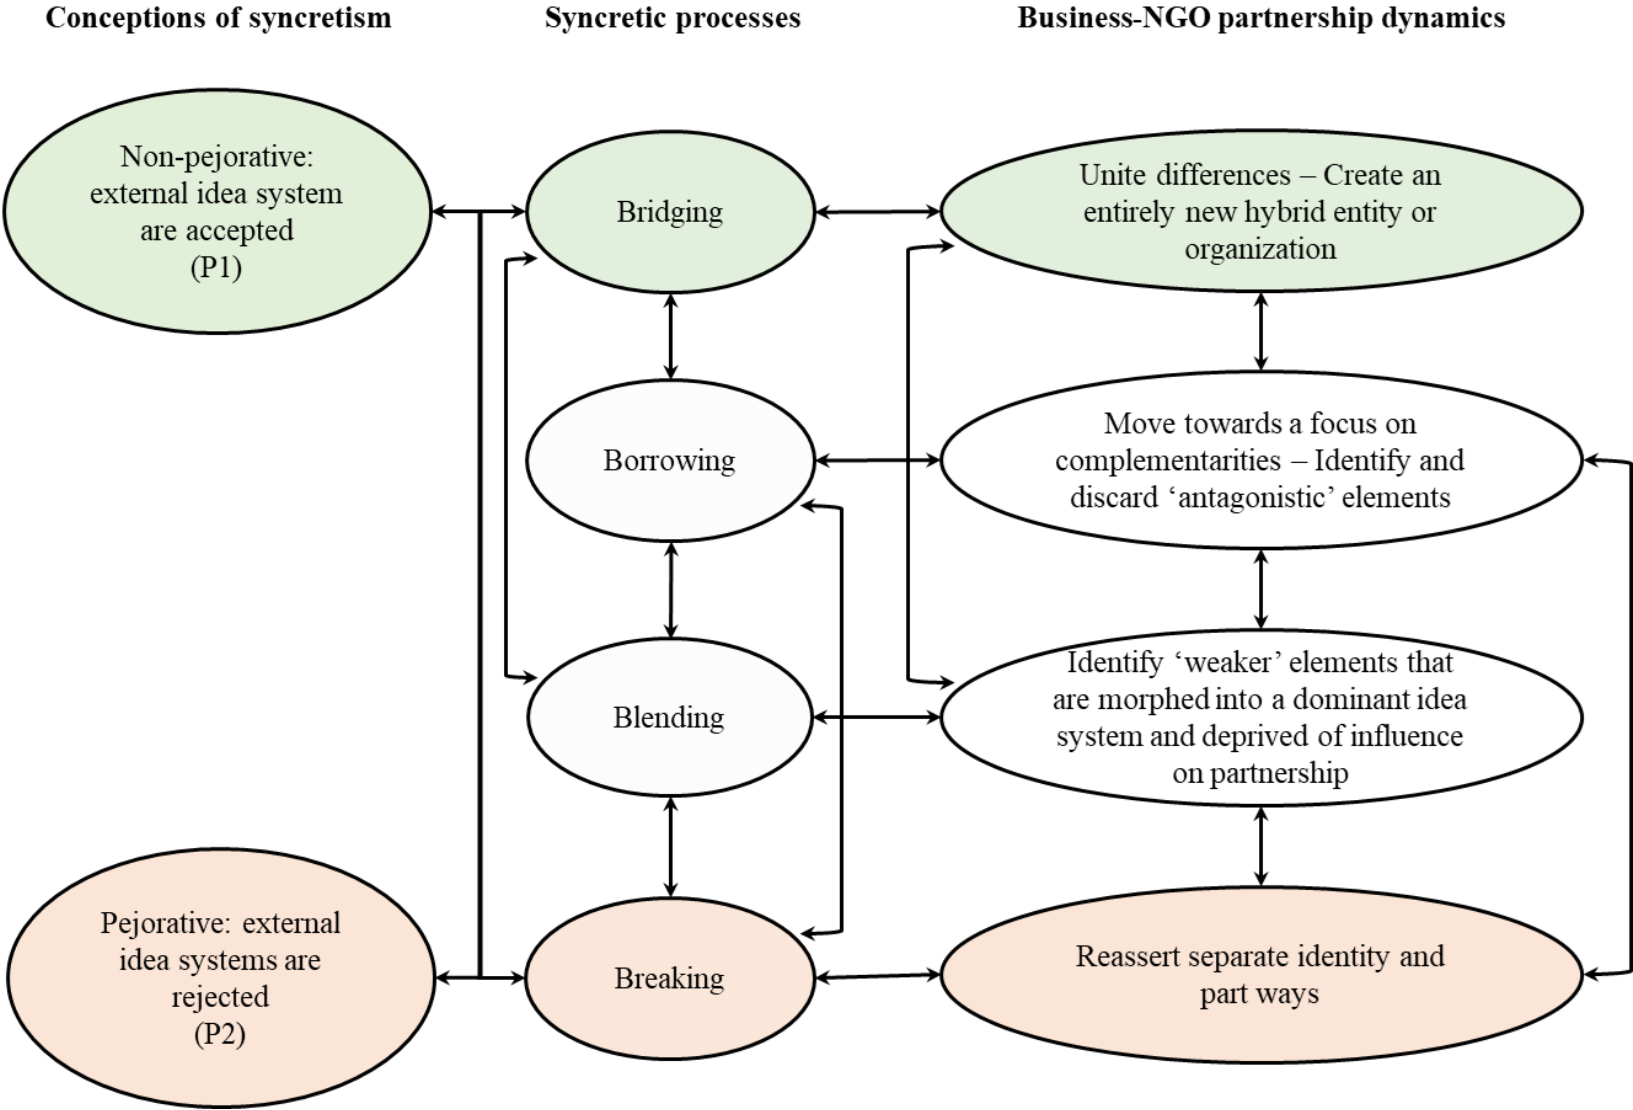 Conceptions of syncretism
Syncretic processes
Business-NGO partnership dynamics
Non-pejorative:
external idea system
are accepted
(P1)
Bridging
Unite differences – Create an
entirely new hybrid entity or
organization
Borrowing
Move towards a focus on
complementarities – Identify and
discard ‘antagonistic’ elements
Blending
Identify ‘weaker’ elements that
are morphed into a dominant idea
system and deprived of influence
on partnership
Pejorative: external
idea systems are
rejected
(P2)
Breaking
Reassert separate identity and
part ways